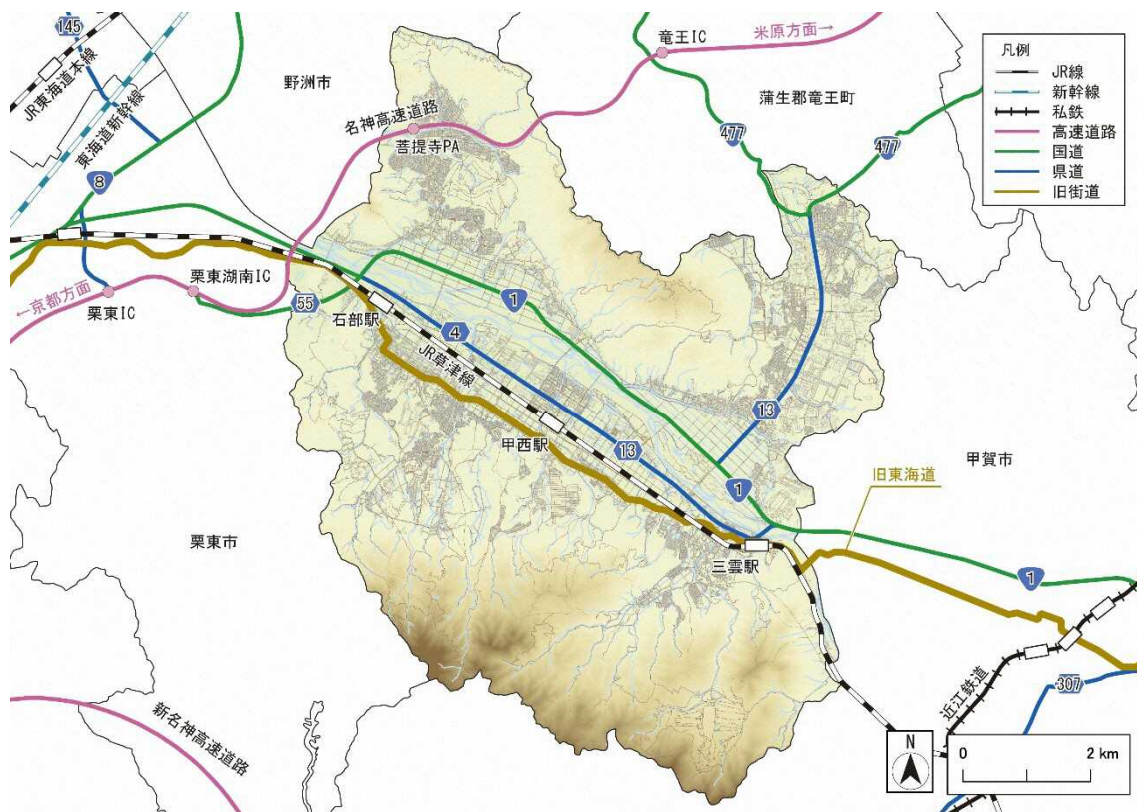 145
JR東海道本線
東海道新幹線
野洲市
名神高速道路
菩提寺PA
竜王IC
米原方面→
蒲生郡竜王町
477
477
凡例
JR線
新幹線
私鉄
高速道路
国道
県道
旧街道
8
←京都方面
栗東IC
栗東湖南IC
55
石部駅
JR草津線
4
1
甲西駅
13
13
1
三雲駅
甲賀市
旧東海道
1
栗東市
新名神高速道路
近江鉄道
307
N
0
2 km